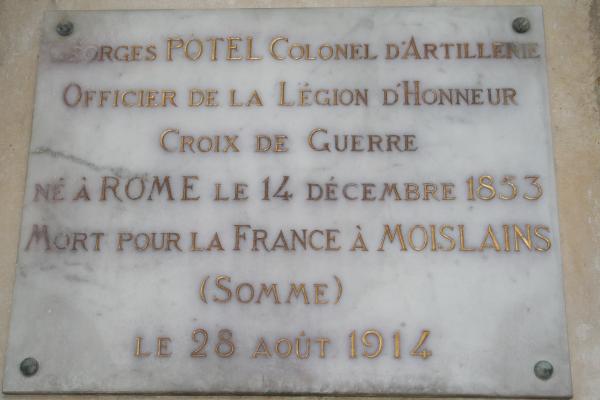 Georges POTEL Colonel d'Artillerie
Officier de la Légion d'Honneur
Croix de Guerre
né à ROME le 14 décembre 1853
Mort pour la France à MOISLAINS
(Somme)
le 28 août 1914